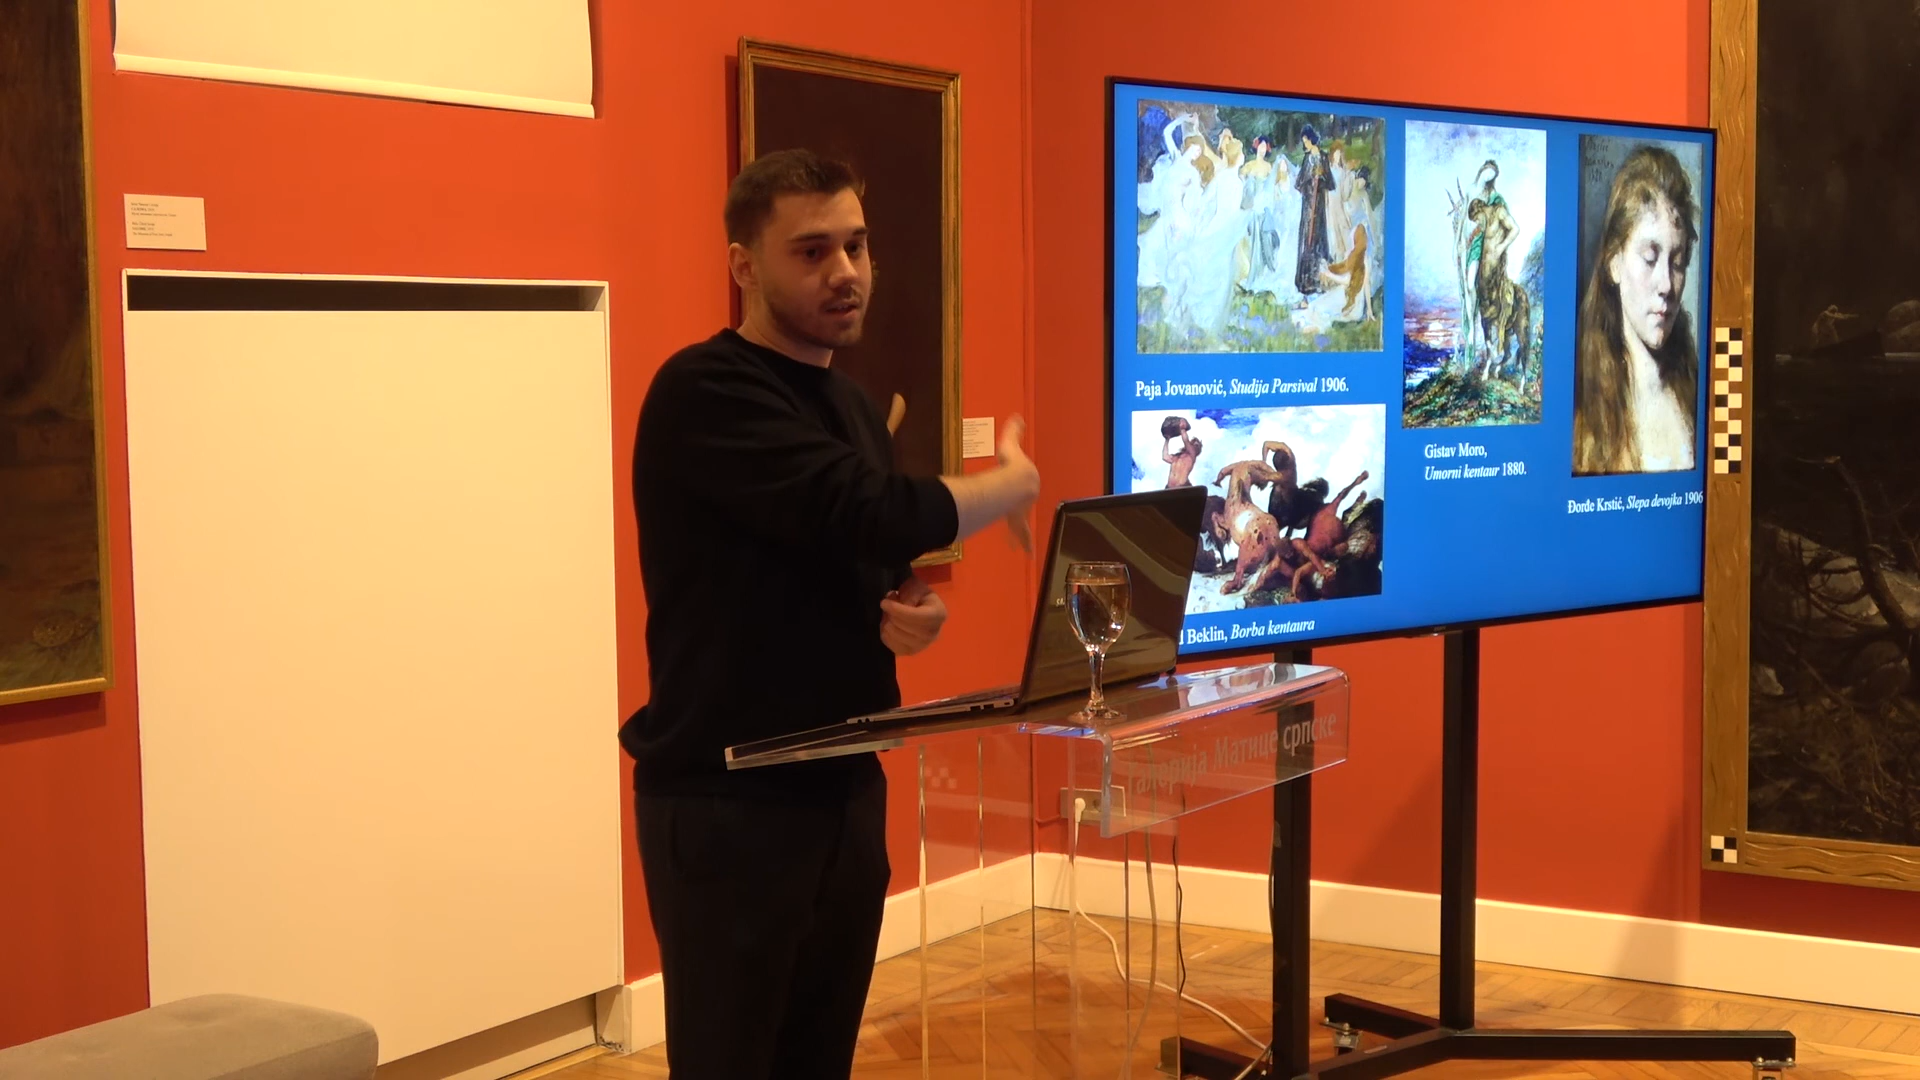 Paja Jovanović, Studija Parsival 1906.
Gistav Moro,
Umorni kentaur 1880.
Đorđe Krstić, Slepa devojka 1906
Beklin, Borba kentaura
Галерија Матице српске